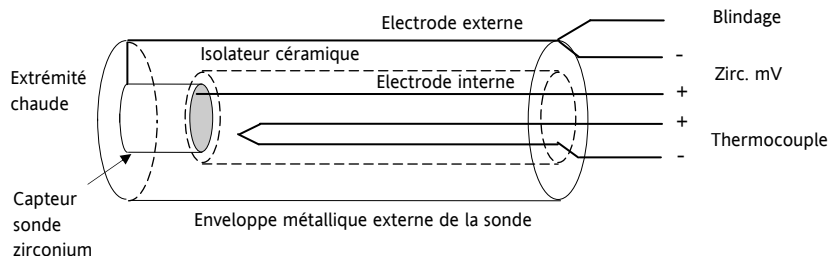 Electrode externe
Blindage
Isolateur céramique
-
Extrémité
chaude
Electrode interne
Zirc. mV
+
+
Thermocouple
-
Capteur
sonde
zirconium
Enveloppe métallique externe de la sonde